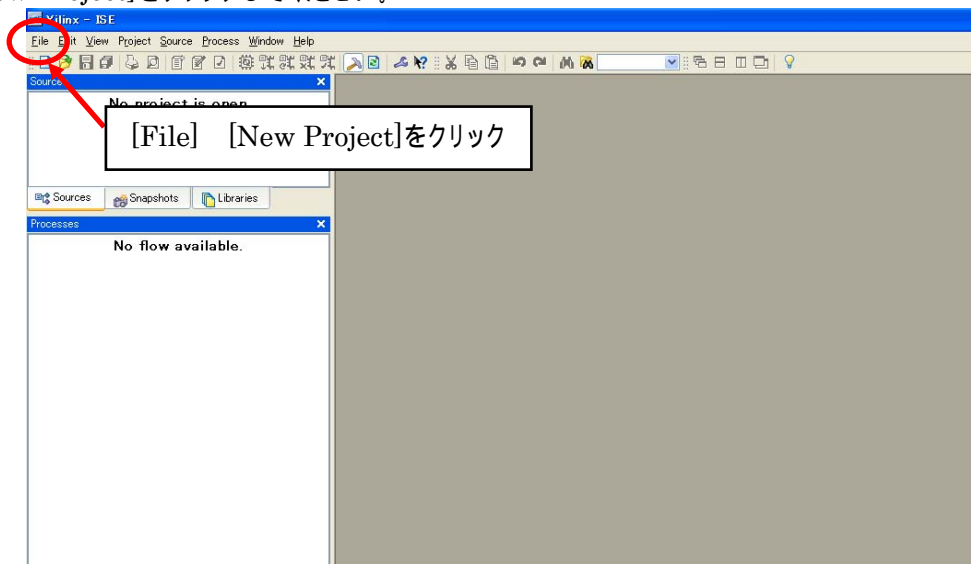 Xilinx - ISE
File Edit View Project Source Process Window Help
Sources
No project is open
[File] [New Project]をクリック
Sources Snapshots Libraries
Processes
No flow available.